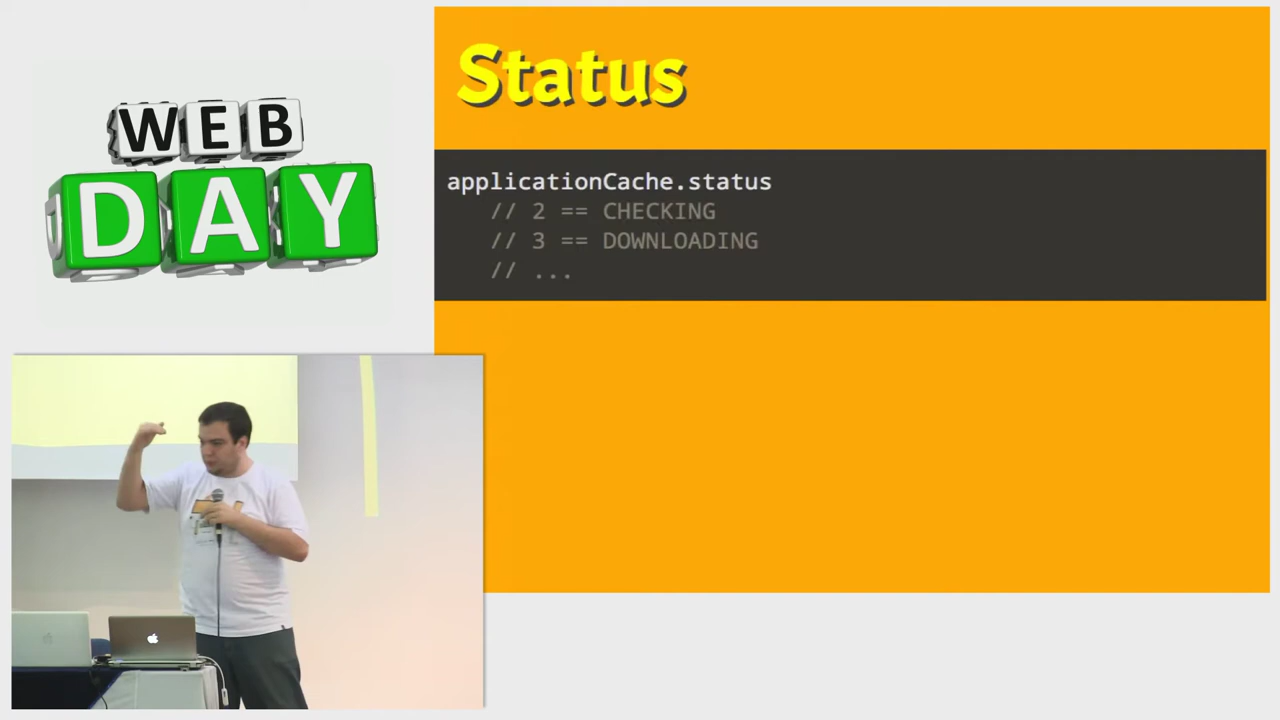 WEB
DAY
Status
applicationCache.status
// 2 == CHECKING
// 3 == DOWNLOADING
// ...